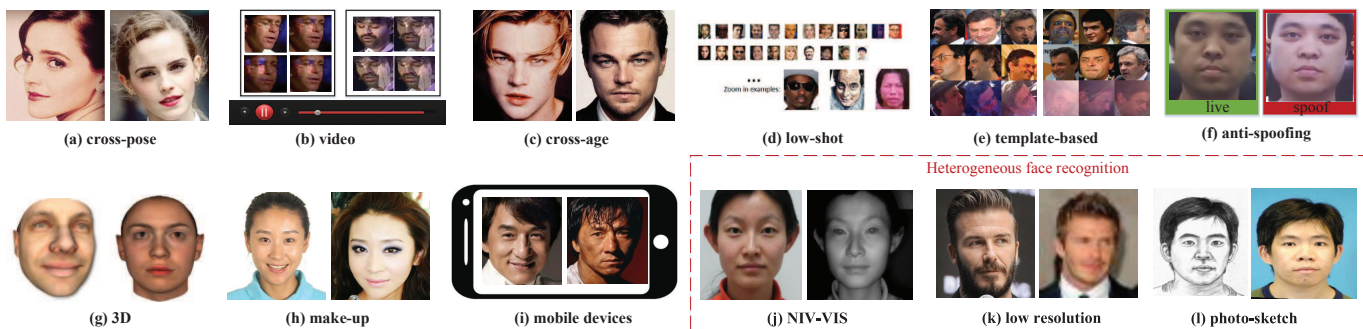 live
spoof
...
Zoom in examples:
(a) cross-pose
(b) video
(c) cross-age
(d) low-shot
(e) template-based
(f) anti-spoofing
Heterogeneous face recognition
(g) 3D
(h) make-up
(i) mobile devices
(j) NIV-VIS
(k) low resolution
(l) photo-sketch